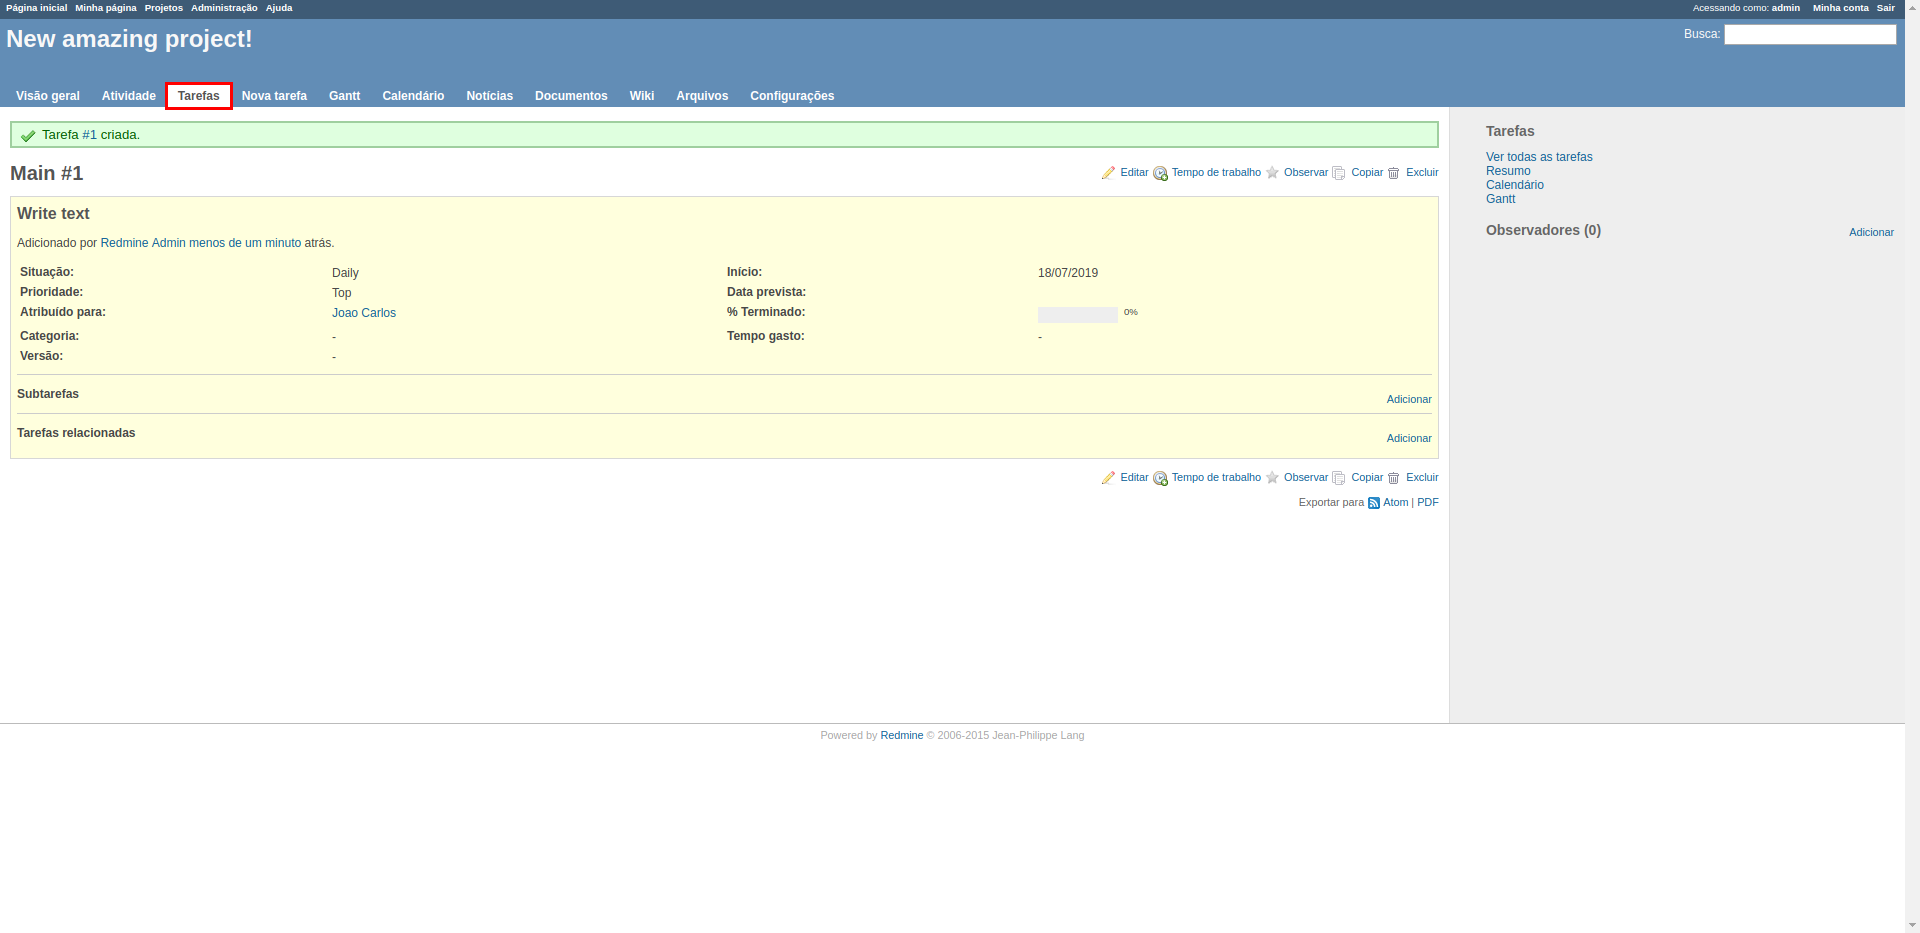 Página inicial Minha página Projetos Administração Ajuda Acessando como: admin Minha conta Sair
New amazing project! Busca:
Visão geral Atividade Tarefas Nova tarefa Gantt Calendário Notícias Documentos Wiki Arquivos Configurações
Tarefa #1 criada.
Main #1 Editar Tempo de trabalho Observar Copiar Excluir
Write text
Adicionado por Redmine Admin menos de um minuto atrás.
Situação: Daily Início: 18/07/2019
Prioridade: Top Data prevista:
Atribuído para: Joao Carlos % Terminado: 0%
Categoria: - Tempo gasto: -
Versão: -
Subtarefas Adicionar
Tarefas relacionadas Adicionar
Editar Tempo de trabalho Observar Copiar Excluir
Exportar para Atom | PDF
Tarefas
Ver todas as tarefas
Resumo
Calendário
Gantt
Observadores (0) Adicionar
Powered by Redmine © 2006-2015 Jean-Philippe Lang